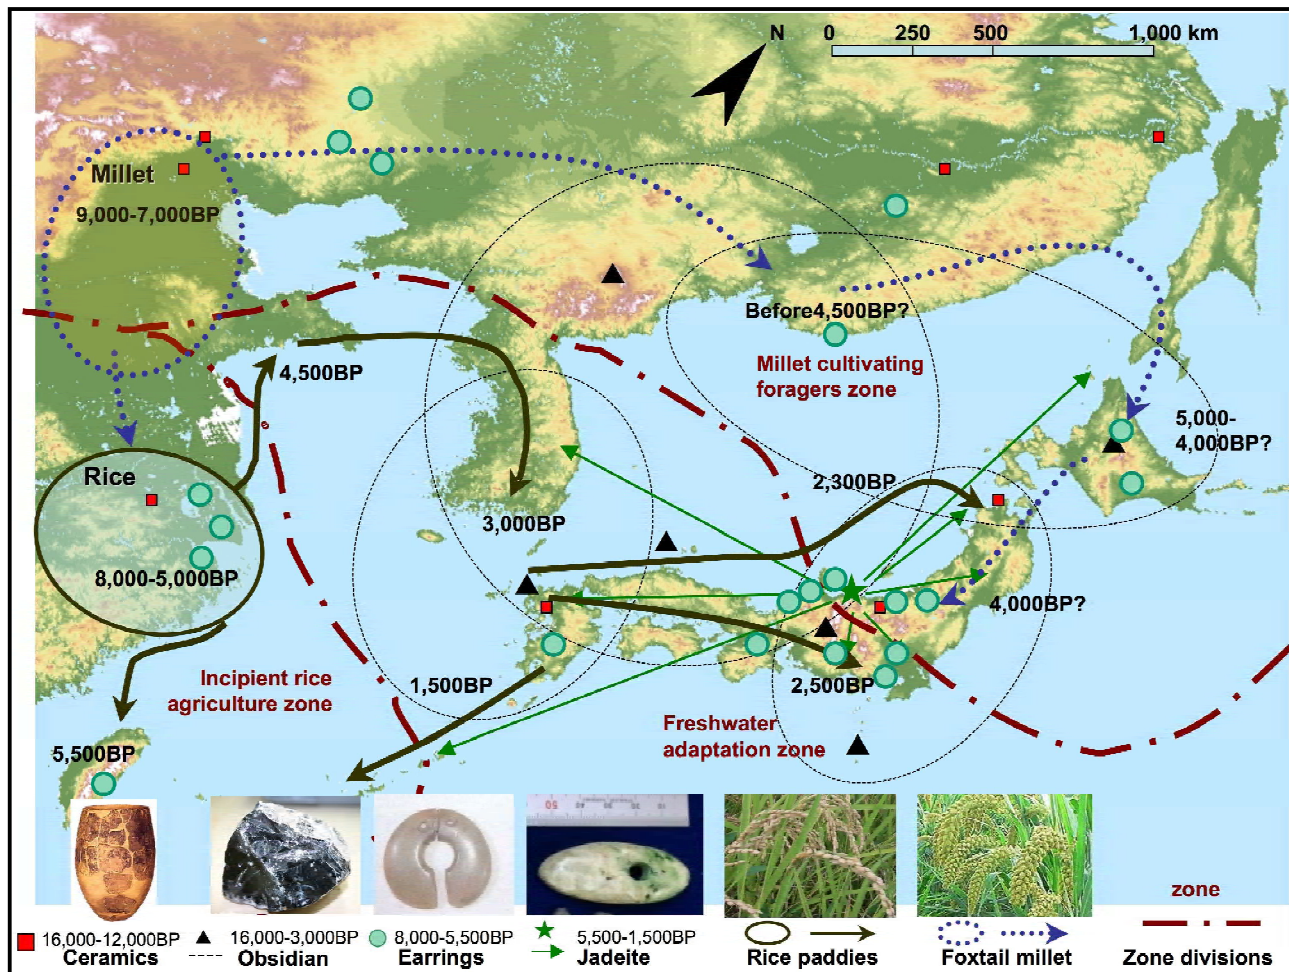 N
0 250 500 1,000 km
Millet
9,000-7,000BP
Before4,500BP?
Millet cultivating
foragers zone
4,500BP
5,000-
4,000BP?
Rice
8,000-5,000BP
2,300BP
3,000BP
4,000BP?
Incipient rice
agriculture zone
1,500BP
2,500BP
Freshwater
adaptation zone
5,500BP
50
zone
16,000-12,000BP
Ceramics
16,000-3,000BP
Obsidian
8,000-5,500BP
Earrings
5,500-1,500BP
Jadeite
Rice paddies
Foxtail millet
Zone divisions